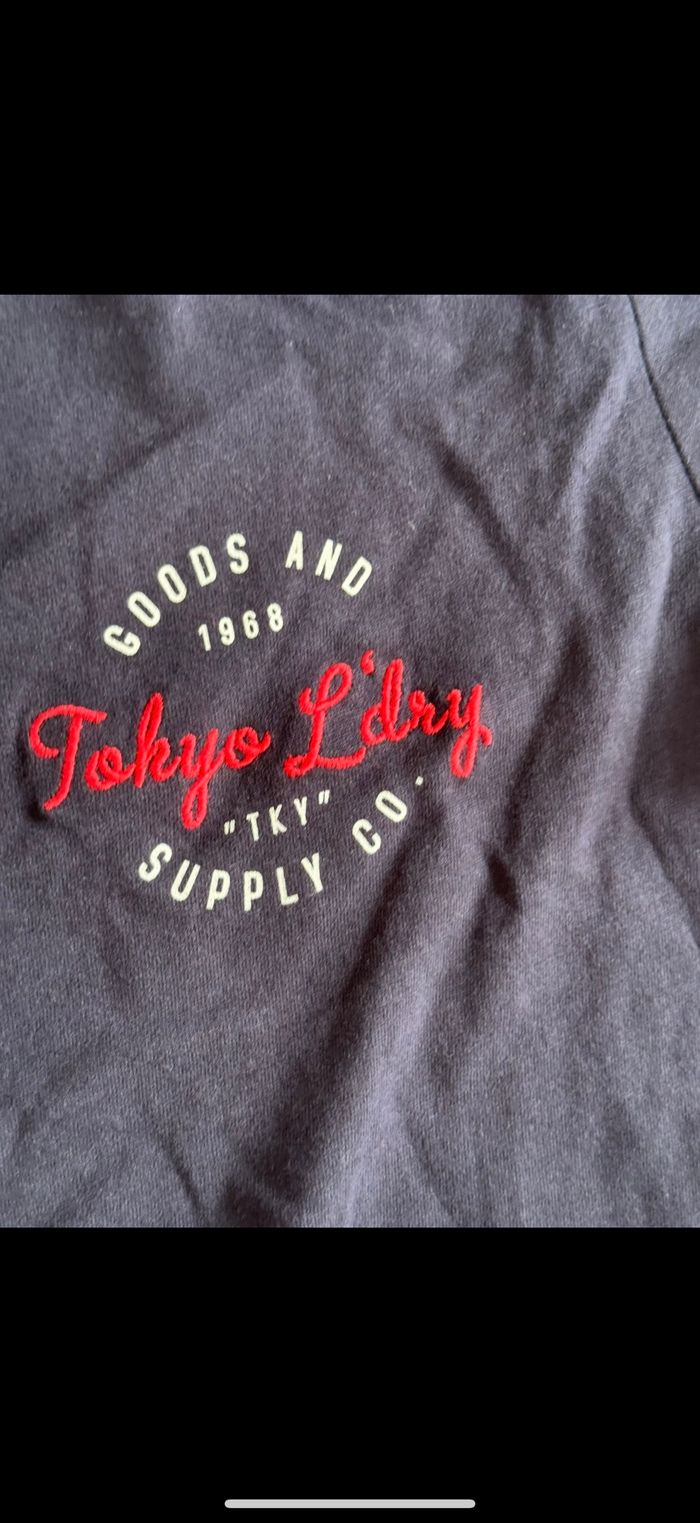 GOODS AND
1968
Tokyo L'dry
"TKY"
SUPPLY CO.